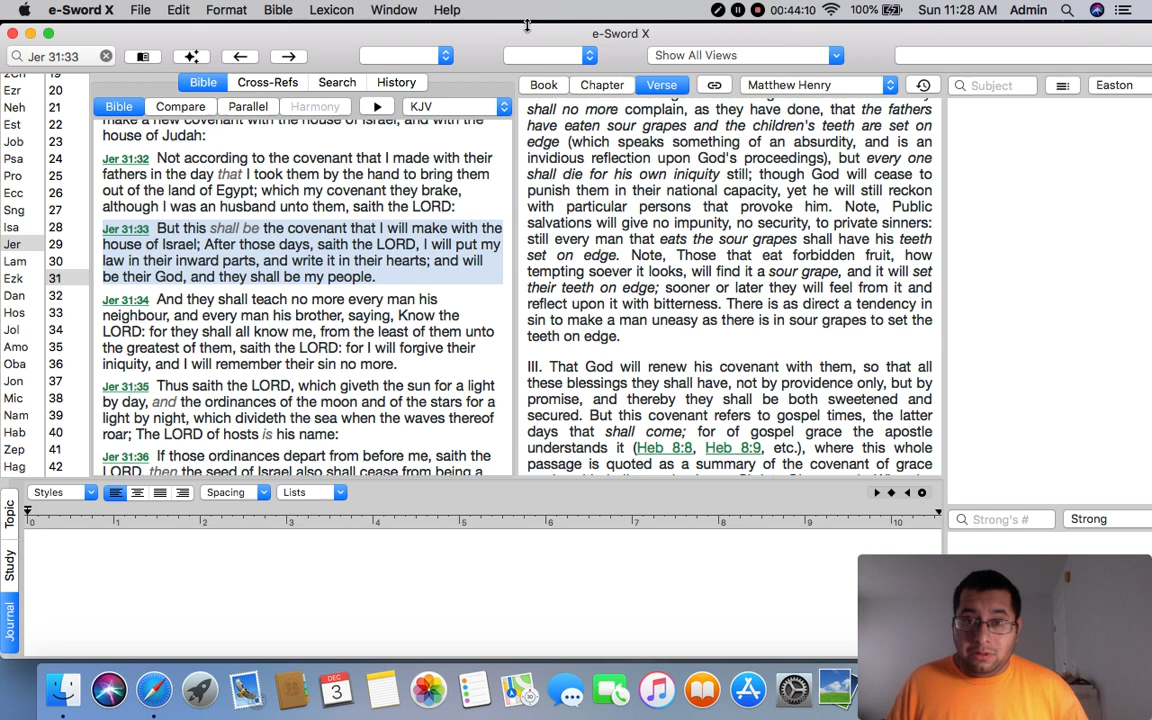 e-Sword X File Edit Format Bible Lexicon Window Help 00:44:10 100% Sun 11:28 AM Admin
e-Sword X
Jer 31:33 Show All Views
Bible Cross-Refs Search History
Book Chapter Verse Matthew Henry Subject Easton
Bible Compare Parallel Harmony KJV
Ezr 20
Neh 21
Est 22
Job 23
Psa 24
Pro 25
Ecc 26
Sng 27
Isa 28
Jer 29
Lam 30
Ezk 31
Dan 32
Hos 33
Jol 34
Amo 35
Oba 36
Jon 37
Mic 38
Nam 39
Hab 40
Zep 41
Hag 42
make a new covenant with the house of Israel, and with the
house of Judah:
Jer 31:32 Not according to the covenant that I made with their
fathers in the day that I took them by the hand to bring them
out of the land of Egypt; which my covenant they brake,
although I was an husband unto them, saith the LORD:
Jer 31:33 But this shall be the covenant that I will make with the
house of Israel; After those days, saith the LORD, I will put my
law in their inward parts, and write it in their hearts; and will
be their God, and they shall be my people.
Jer 31:34 And they shall teach no more every man his
neighbour, and every man his brother, saying, Know the
LORD: for they shall all know me, from the least of them unto
the greatest of them, saith the LORD: for I will forgive their
iniquity, and I will remember their sin no more.
Jer 31:35 Thus saith the LORD, which giveth the sun for a light
by day, and the ordinances of the moon and of the stars for a
light by night, which divideth the sea when the waves thereof
roar; The LORD of hosts is his name:
Jer 31:36 If those ordinances depart from before me, saith the
LORD, then the seed of Israel also shall cease from being a
shall no more complain, as they have done, that the fathers
have eaten sour grapes and the children's teeth are set on
edge (which speaks something of an absurdity, and is an
invidious reflection upon God's proceedings), but every one
shall die for his own iniquity still; though God will cease to
punish them in their national capacity, yet he will still reckon
with particular persons that provoke him. Note, Public
salvations will give no impunity, no security, to private sinners:
still every man that eats the sour grapes shall have his teeth
set on edge. Note, Those that eat forbidden fruit, how
tempting soever it looks, will find it a sour grape, and it will set
their teeth on edge; sooner or later they will feel from it and
reflect upon it with bitterness. There is as direct a tendency in
sin to make a man uneasy as there is in sour grapes to set the
teeth on edge.
III. That God will renew his covenant with them, so that all
these blessings they shall have, not by providence only, but by
promise, and thereby they shall be both sweetened and
secured. But this covenant refers to gospel times, the latter
days that shall come; for of gospel grace the apostle
understands it (Heb 8:8, Heb 8:9, etc.), where this whole
passage is quoted as a summary of the covenant of grace
Styles Spacing Lists
0 1 2 3 4 5 6 7 8 9 10
Strong's # Strong
Topic
Study
Journal
DEC
3